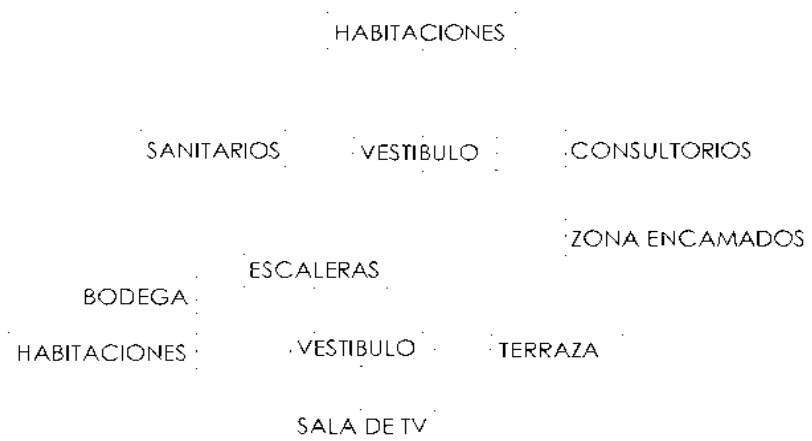 HABITACIONES
SANITARIOS VESTIBULO CONSULTORIOS
ZONA ENCAMADOS
ESCALERAS
BODEGA
HABITACIONES VESTIBULO TERRAZA
SALA DE TV